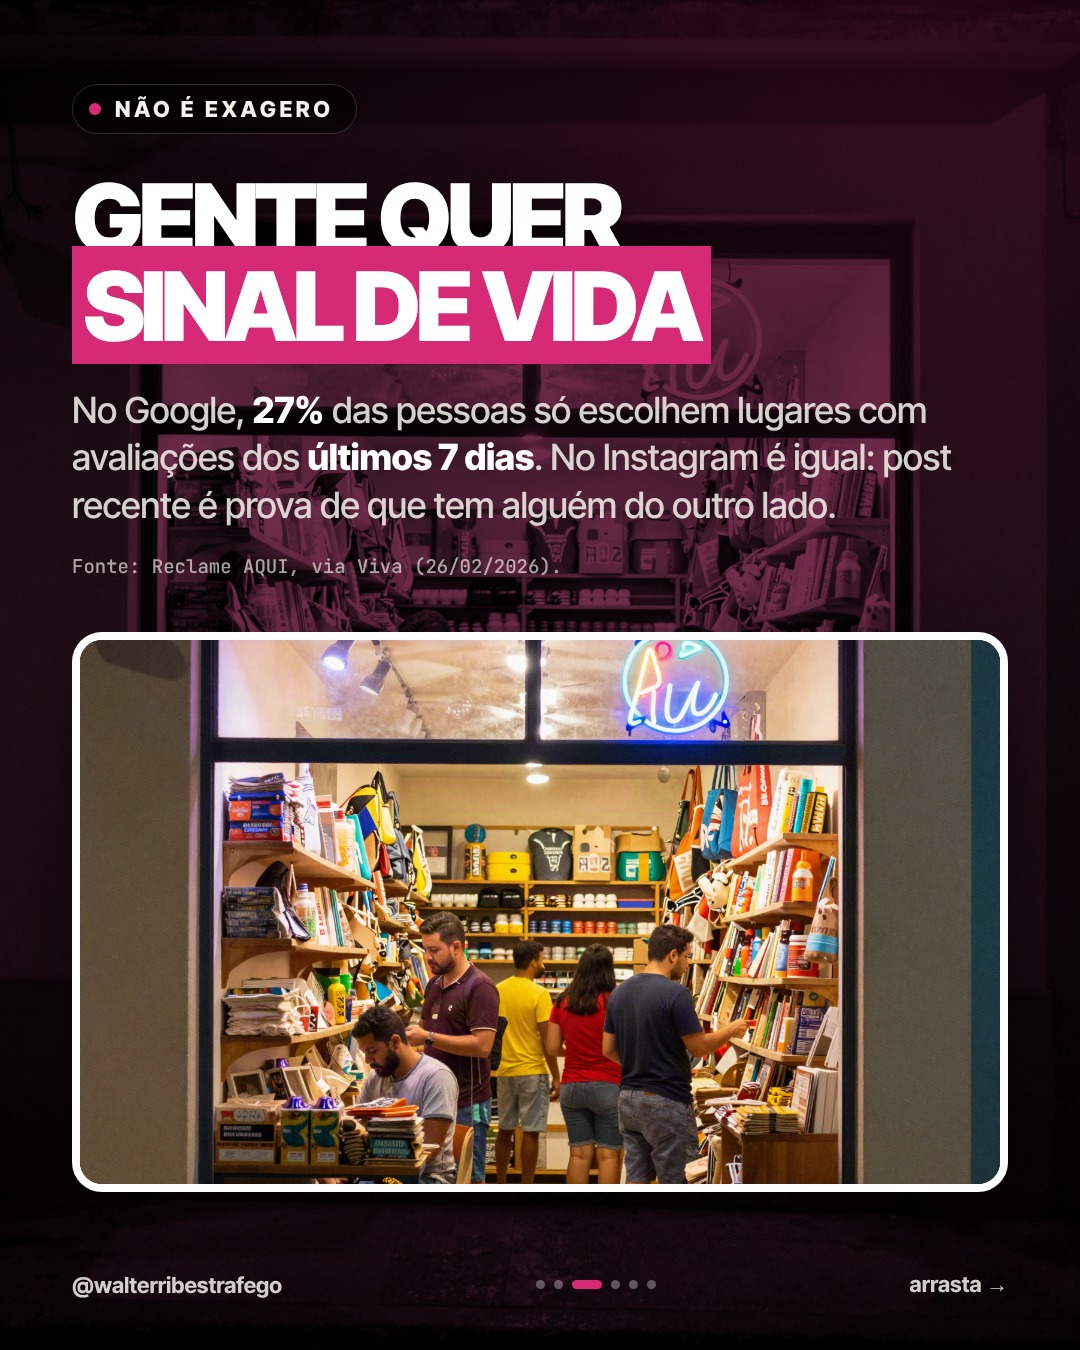 NÃO É EXAGERO
GENTE QUER
SINAL DE VIDA
No Google, 27% das pessoas só escolhem lugares com
avaliações dos últimos 7 dias. No Instagram é igual: post
recente é prova de que tem alguém do outro lado.
Fonte: Reclame AQUI, via Viva (26/02/2026).
@walterribestrafego
arrasta →